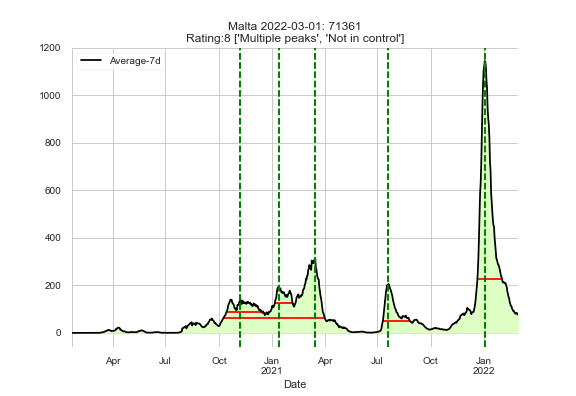 Malta 2022-03-01: 71361
Rating:8 ['Multiple peaks', 'Not in control']
Average-7d
1200
1000
800
600
400
200
0
Apr Jul Oct Jan Apr Jul Oct Jan
2021 2022
Date